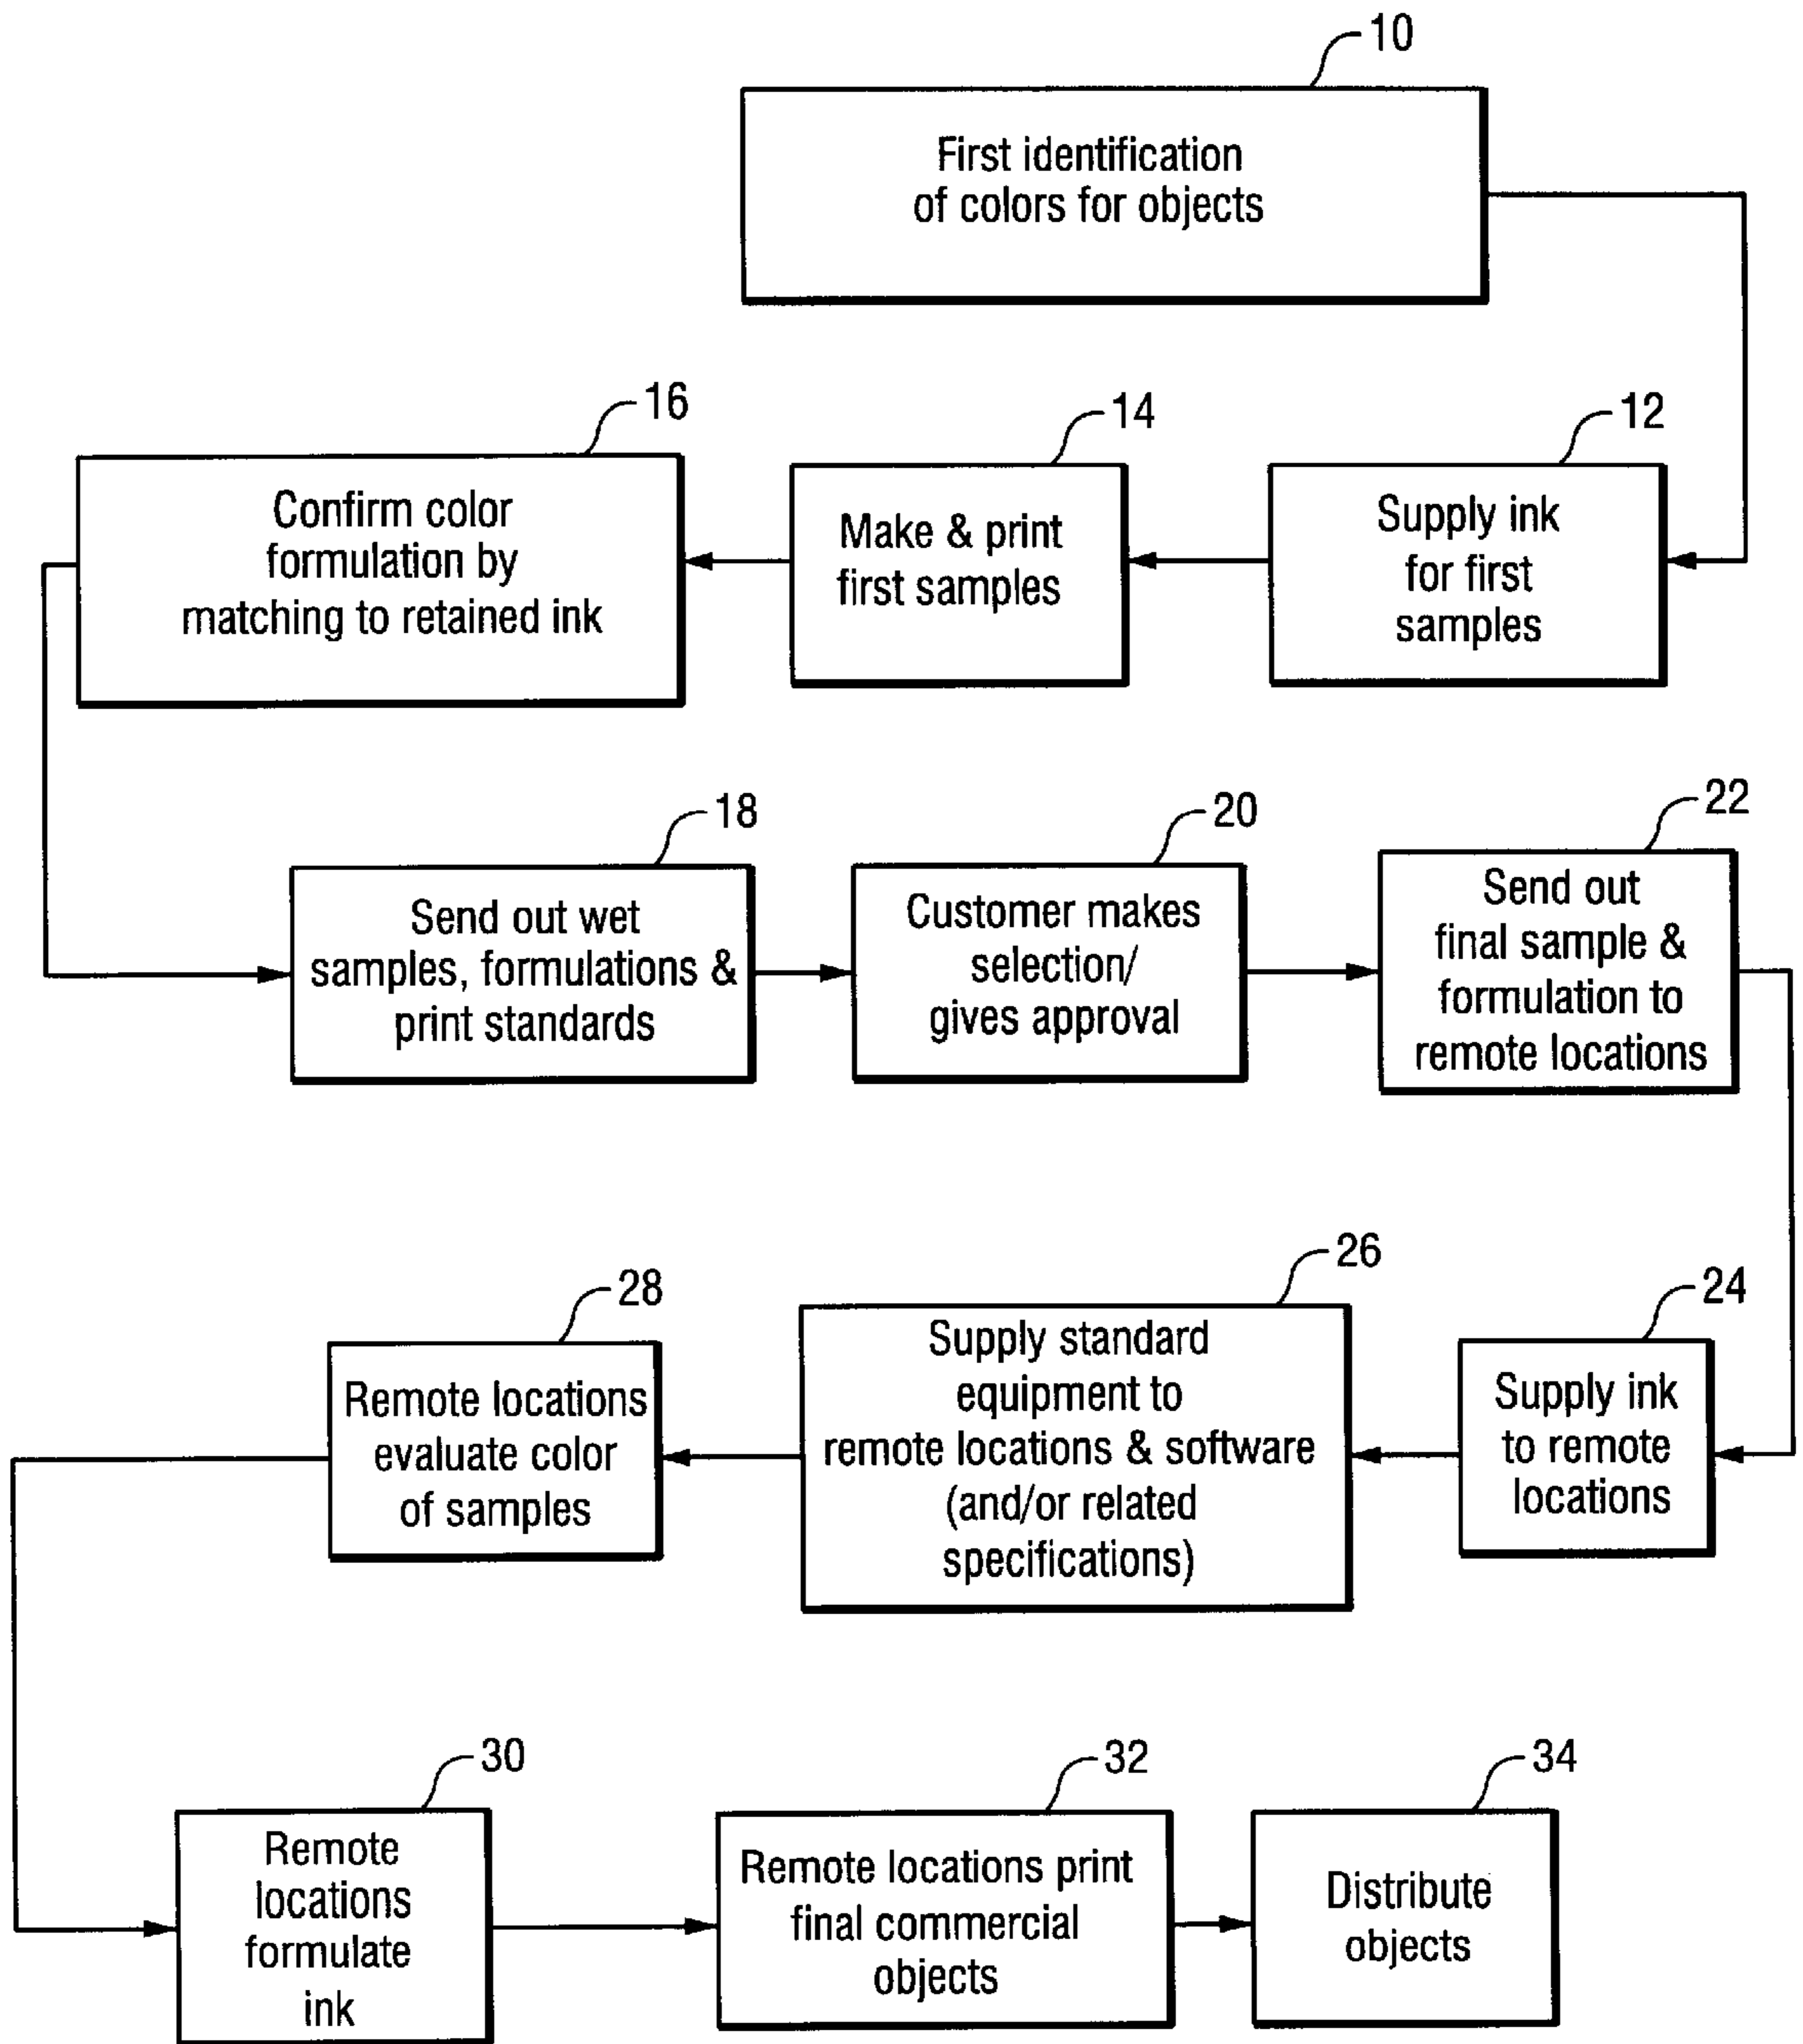 10
First identification
of colors for objects
16
Confirm color
formulation by
matching to retained ink
14
Make & print
first samples
12
Supply ink
for first
samples
18
Send out wet
samples, formulations &
print standards
20
Customer makes
selection/
gives approval
22
Send out
final sample &
formulation to
remote locations
28
Remote locations
evaluate color
of samples
26
Supply standard
equipment to
remote locations & software
(and/or related
specifications)
24
Supply ink
to remote
locations
30
Remote
locations
formulate
ink
32
Remote locations print
final commercial
objects
34
Distribute
objects